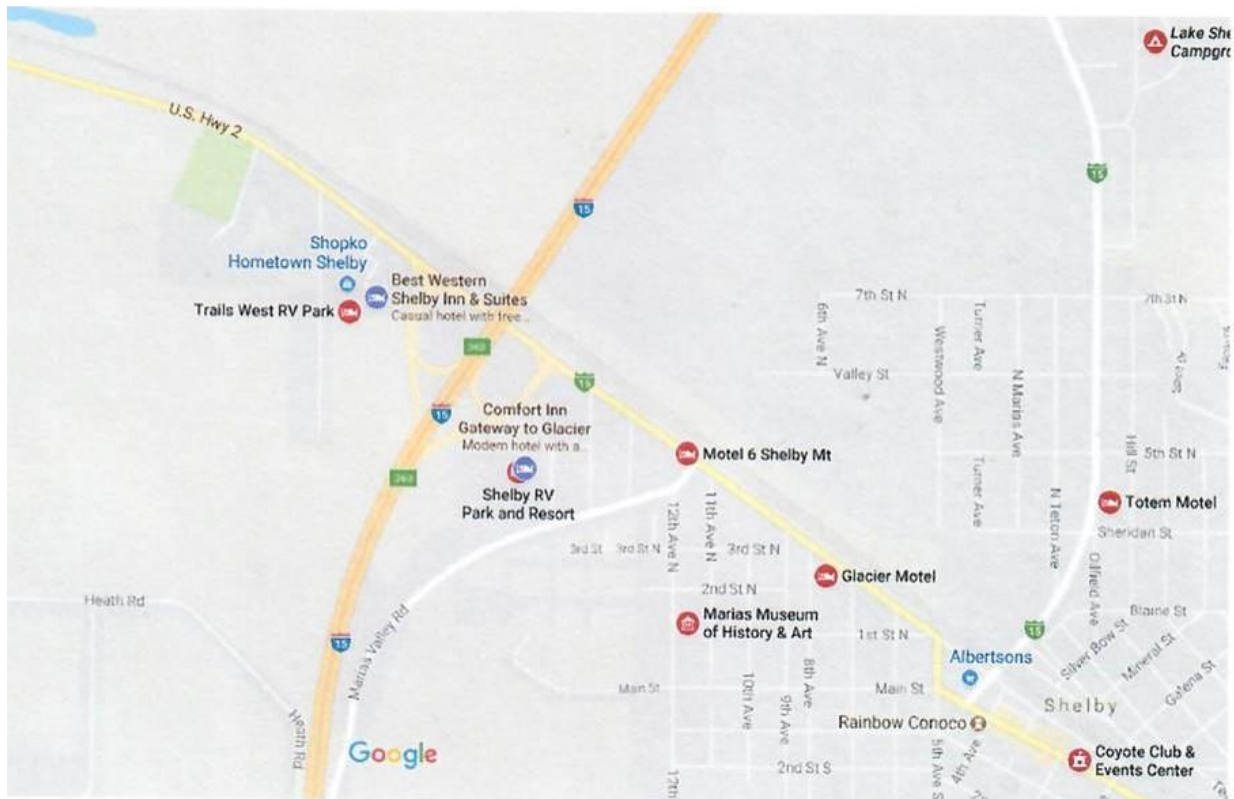 Lake She
Campgro
U.S. Hwy 2
15
15
Shopko
Hometown Shelby
Best Western
Shelby Inn & Suites
Casual hotel with free...
Trails West RV Park
7th St N
7th St N
6th Ave N
Turner Ave
Westwood Ave
363
Valley St
N Marias Ave
15
15
Comfort Inn
Gateway to Glacier
Modern hotel with a...
Motel 6 Shelby Mt
Hill St
5th St N
363
Shelby RV
Park and Resort
Turner Ave
N Teton Ave
Totem Motel
12th Ave N
11th Ave N
Sheridan St
3rd St
3rd St N
3rd St N
Oilfield Ave
Glacier Motel
2nd St N
Heath Rd
Blaine St
Marias Museum
of History & Art
Marias Valley Rd
15
1st St N
15
Silver Bow St
Mineral St
Galena St
Albertsons
8th Ave
10th Ave
9th Ave
Main St
Main St
Shelby
Heath Rd
Rainbow Conoco
Google
5th Ave S
4th Ave
Coyote Club &
Events Center
2nd St S
12th